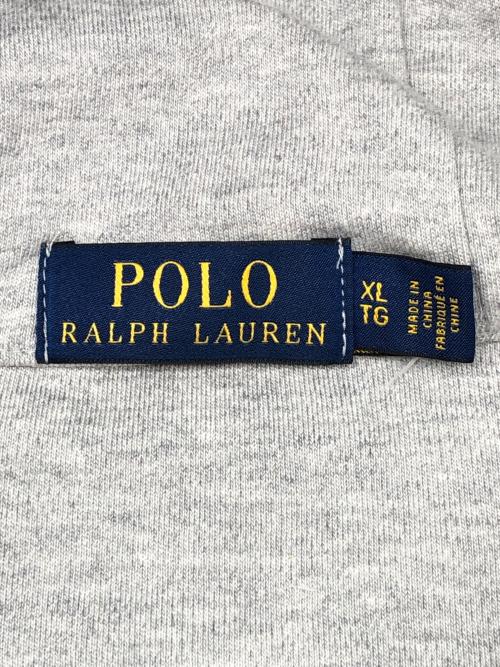 POLO
RALPH LAUREN
XL
TG
MADE IN
CHINA
FABRIQUÉ EN
CHINE